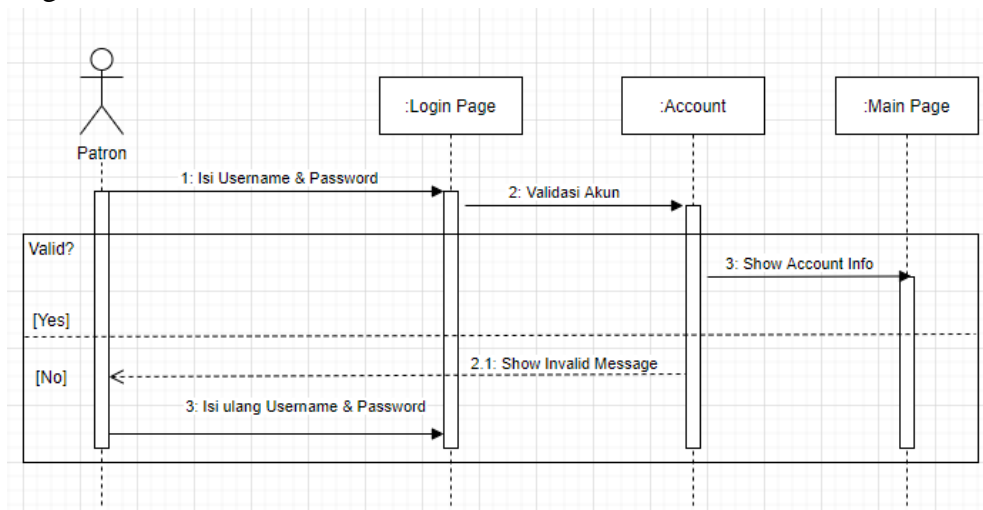 :Login Page
:Account
:Main Page
Patron
1: Isi Username & Password
2: Validasi Akun
Valid?
3: Show Account Info
[Yes]
2.1: Show Invalid Message
[No]
3: Isi ulang Username & Password